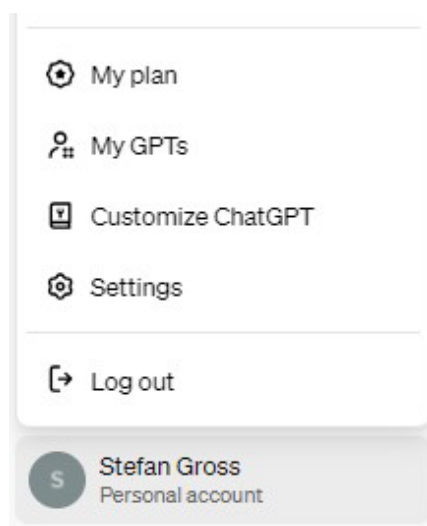 My plan
My GPTs
Customize ChatGPT
Settings
Log out
S
Stefan Gross
Personal account